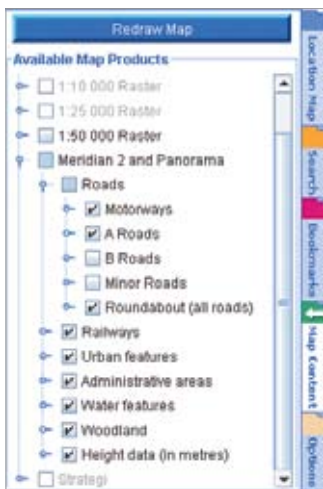 Redraw Map
Available Map Products
1:10 000 Raster
1:25 000 Raster
1:50 000 Raster
Meridian 2 and Panorama
Roads
Motorways
A Roads
B Roads
Minor Roads
Roundabout (all roads)
Railways
Urban features
Administrative areas
Water features
Woodland
Height data (in metres)
Strategi
Location Map
Search
Bookmarks
Map Content
Options